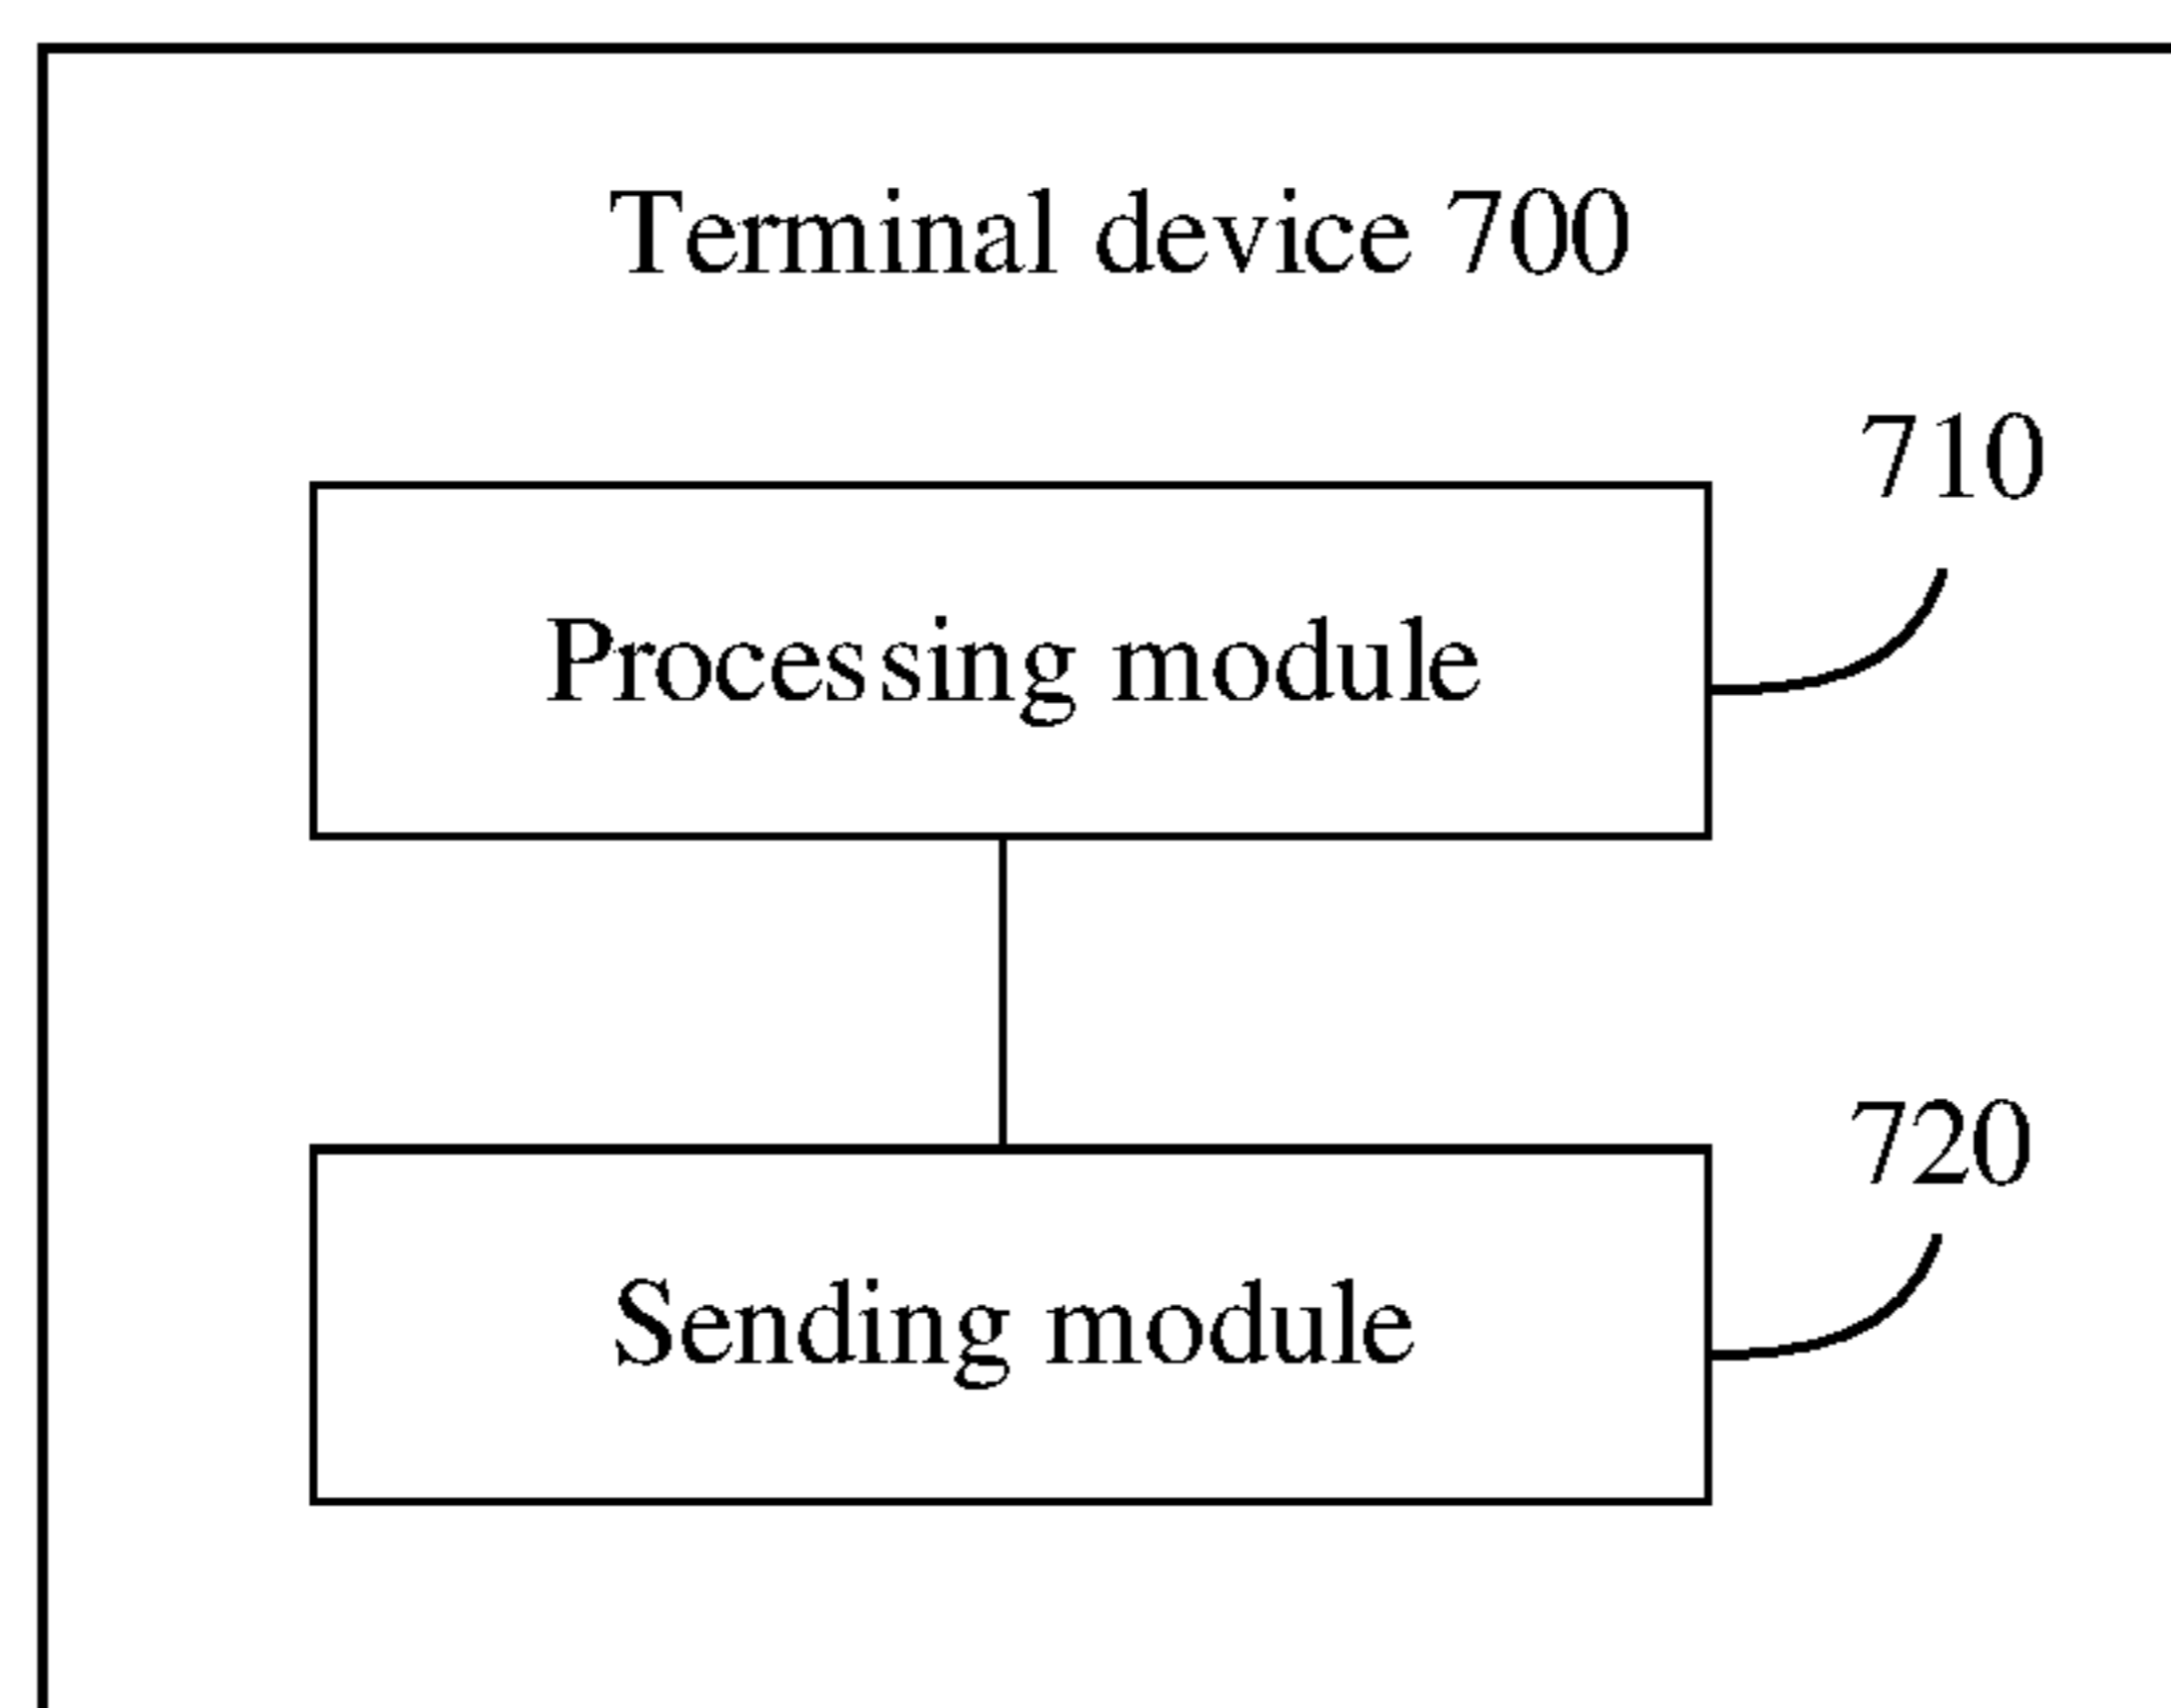 Terminal device 700
710
Processing module
720
Sending module